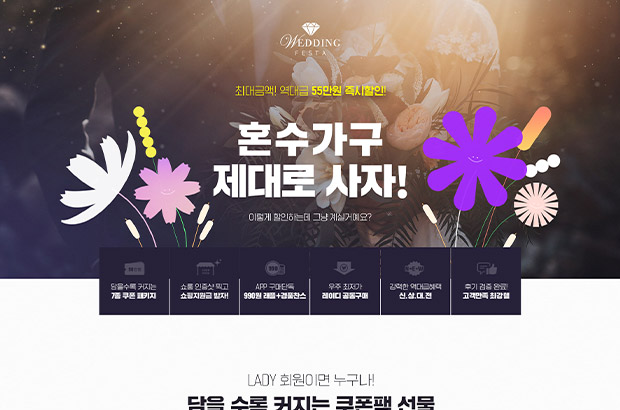 WEDDING
FESTA
최대금액! 역대급 55만원 즉시할인!
혼수가구
제대로 사자!
이렇게 할인하는데 그냥 계실거예요?
담을수록 커지는
7종 쿠폰 패키지
쇼룸 인증샷 찍고
쇼핑지원금 받자!
APP 구매단독
990원 래플+경품찬스
우주 최저가
레이디 공동구매
강력한 역대급혜택
신.상.대.전
후기 검증 완료!
고객만족 최강템
LADY 회원이면 누구나!
담을 수록 커지는 쿠폰팩 선물